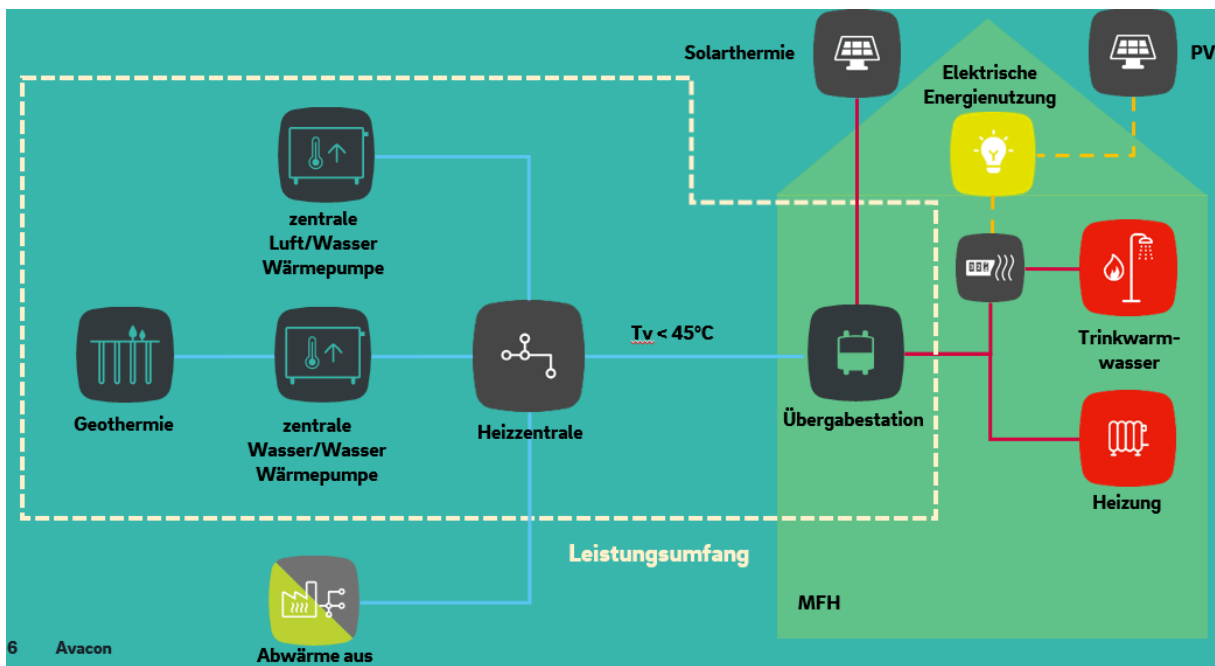 Solarthermie
PV
Elektrische
Energienutzung
zentrale
Luft/Wasser
Wärmepumpe
Tv < 45°C
Trinkwarm-
wasser
Geothermie
zentrale
Wasser/Wasser
Wärmepumpe
Heizzentrale
Übergabestation
Heizung
Leistungsumfang
MFH
6 Avacon
Abwärme aus